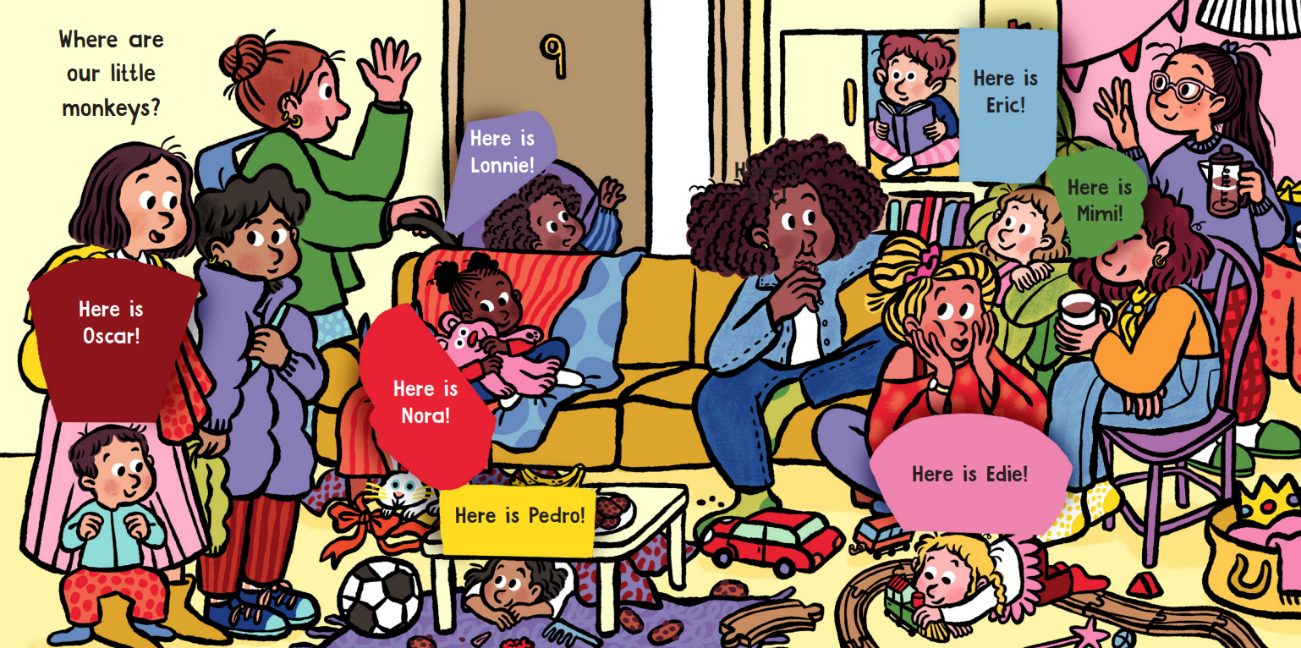 Where are
our little
monkeys?
9
Here is
Lonnie!
Here is
Eric!
Here is
Mimi!
Here is
Oscar!
Here is
Nora!
Here is Edie!
Here is Pedro!